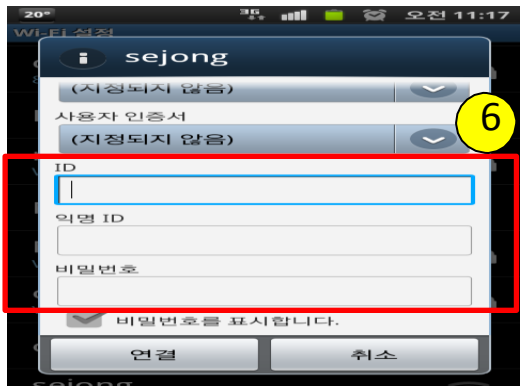 20°
3G
오전 11:17
Wi-Fi 설정
sejong
(지정되지 않음)
사용자 인증서
(지정되지 않음)
6
ID
익명 ID
비밀번호
비밀번호를 표시합니다.
연결
취소
sejong